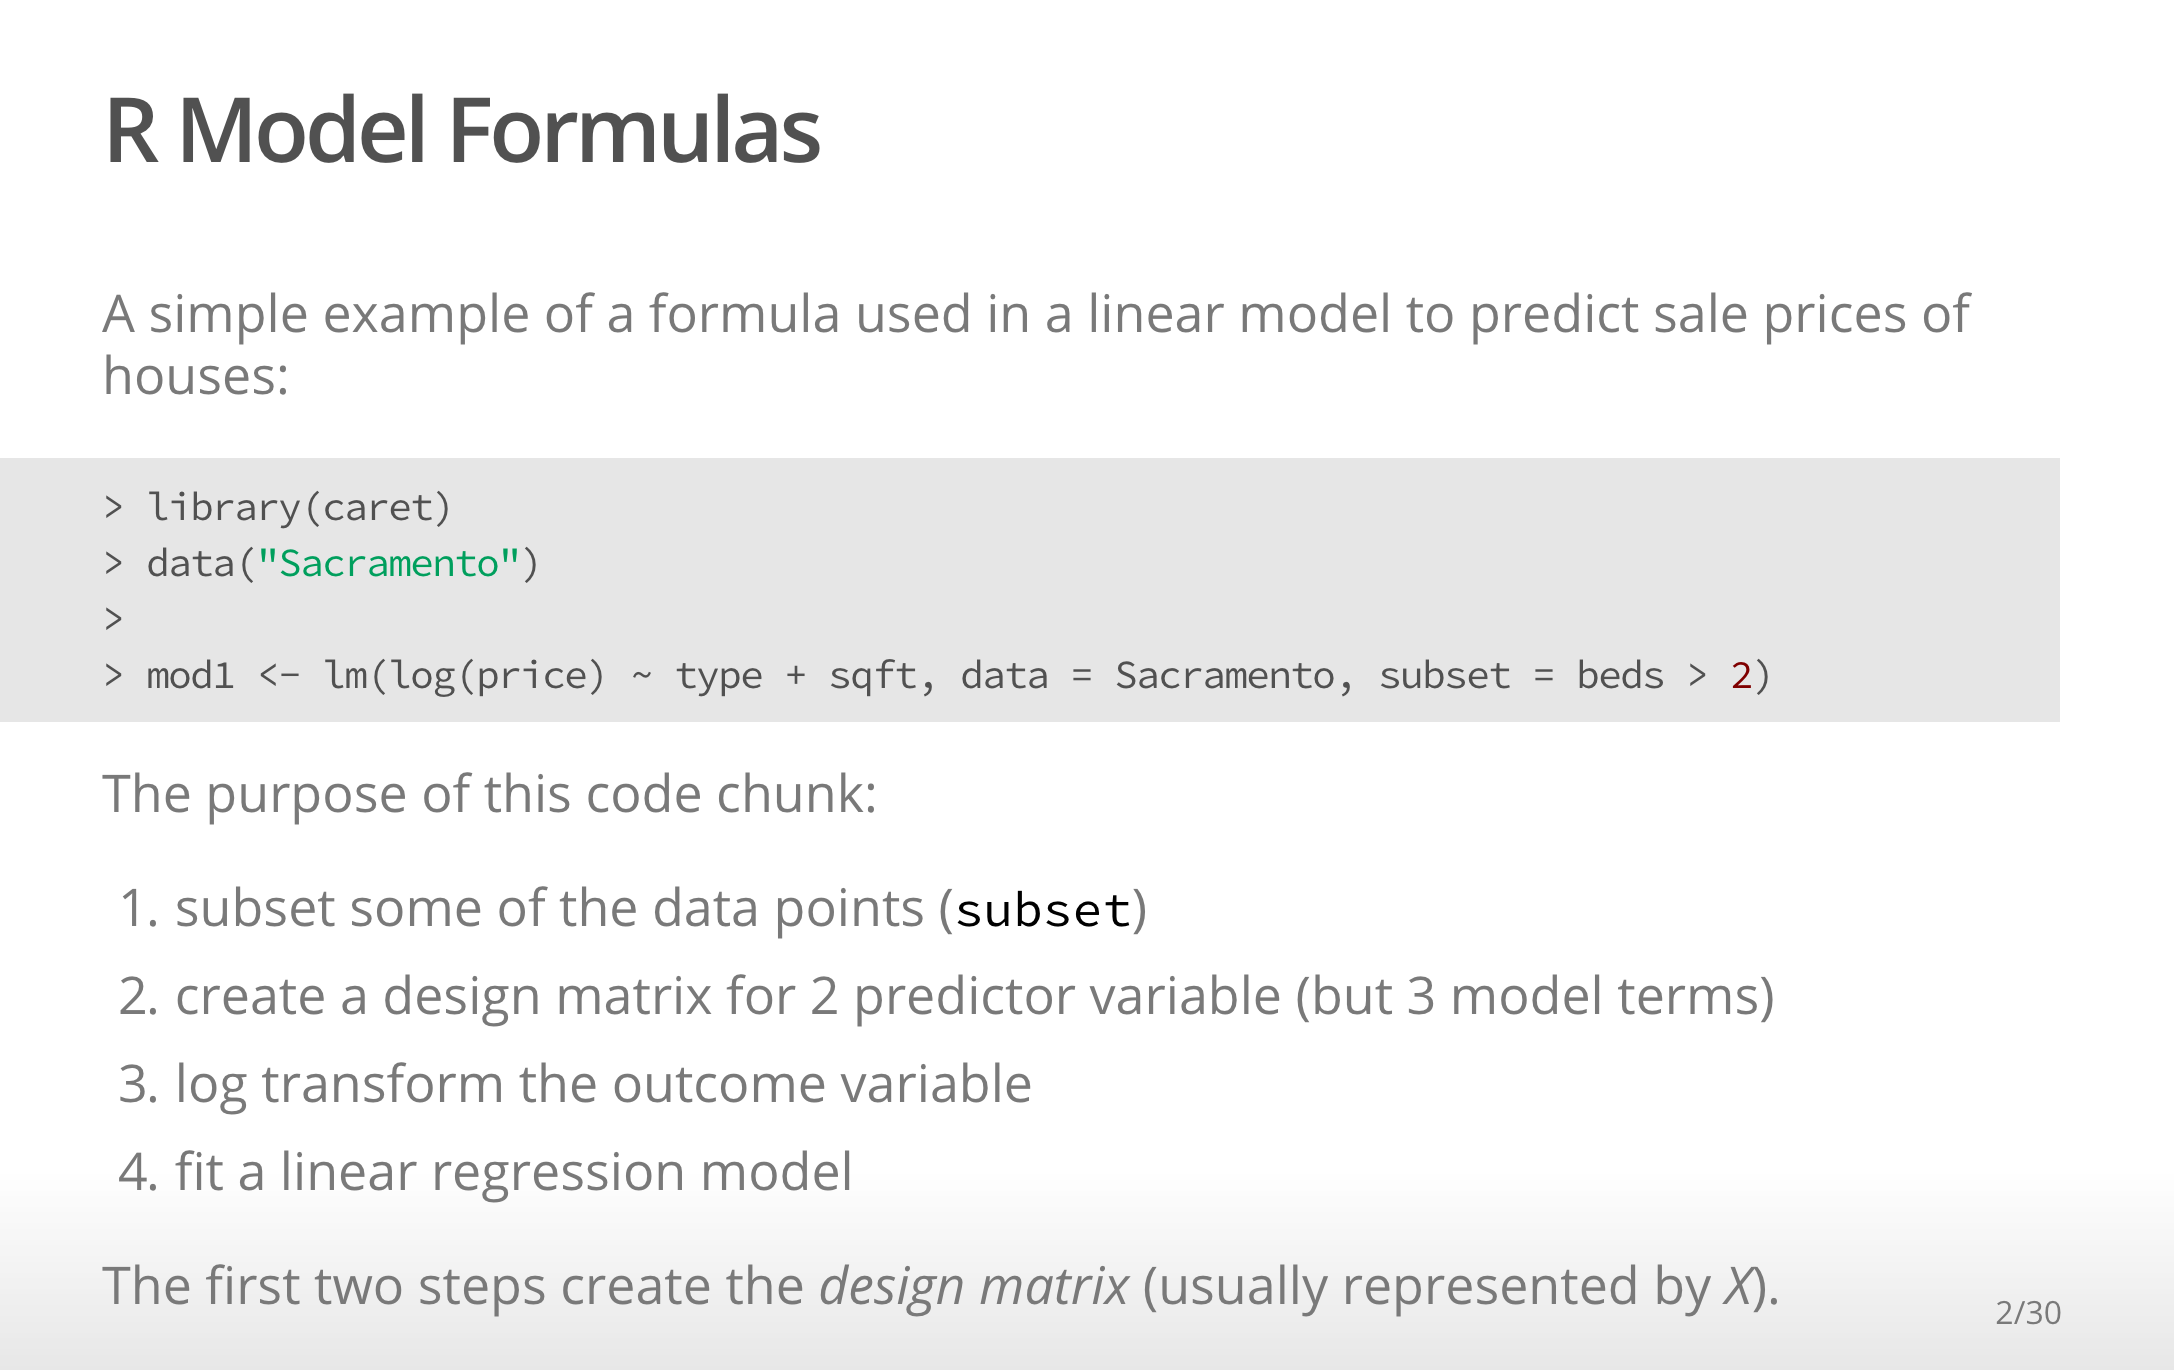 R Model Formulas
A simple example of a formula used in a linear model to predict sale prices of
houses:
> library(caret)
> data("Sacramento")
>
> mod1 <- lm(log(price) ~ type + sqft, data = Sacramento, subset = beds > 2)
The purpose of this code chunk:
1. subset some of the data points (subset)
2. create a design matrix for 2 predictor variable (but 3 model terms)
3. log transform the outcome variable
4. fit a linear regression model
The first two steps create the design matrix (usually represented by X).
2/30